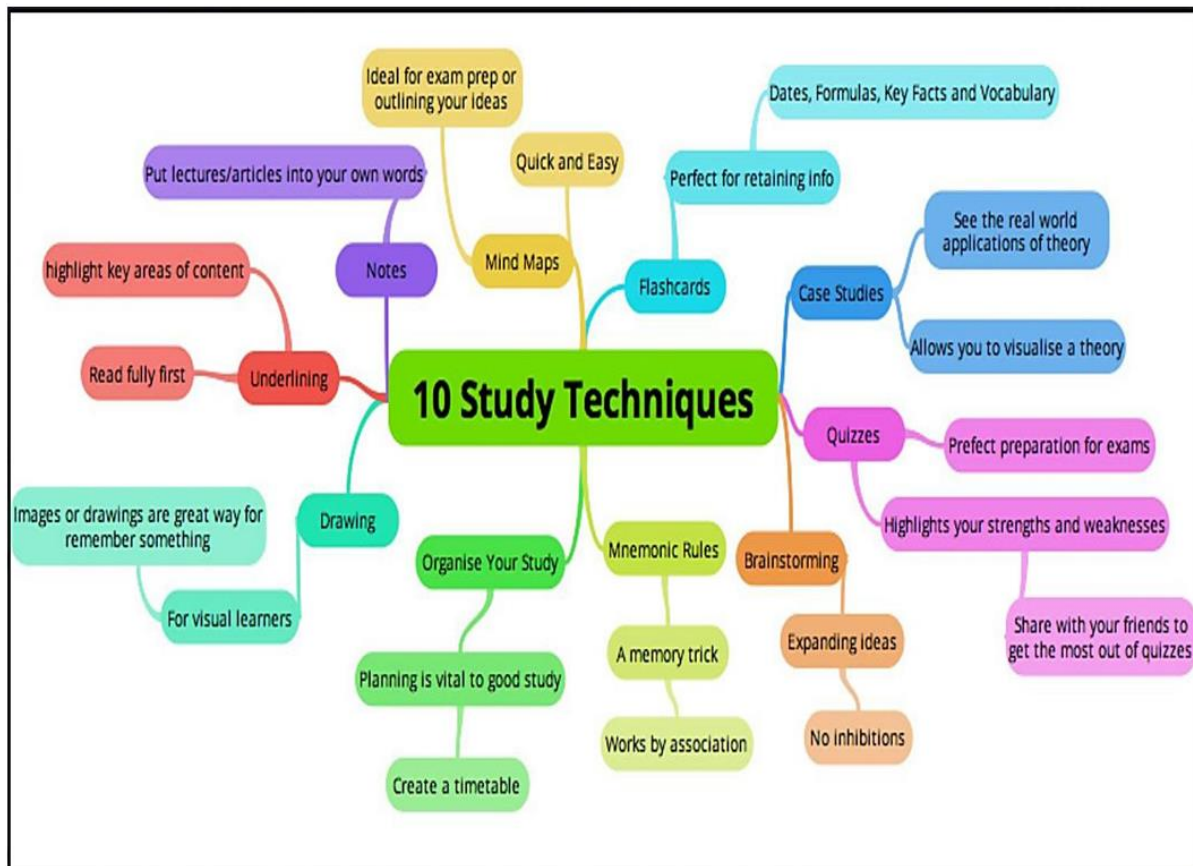 10 Study Techniques
Mind Maps
Ideal for exam prep or
outlining your ideas
Quick and Easy
Flashcards
Perfect for retaining info
Dates, Formulas, Key Facts and Vocabulary
Case Studies
See the real world
applications of theory
Allows you to visualise a theory
Quizzes
Prefect preparation for exams
Highlights your strengths and weaknesses
Share with your friends to
get the most out of quizzes
Brainstorming
Expanding ideas
No inhibitions
Mnemonic Rules
A memory trick
Works by association
Organise Your Study
Planning is vital to good study
Create a timetable
Drawing
For visual learners
Images or drawings are great way for
remember something
Underlining
highlight key areas of content
Read fully first
Notes
Put lectures/articles into your own words